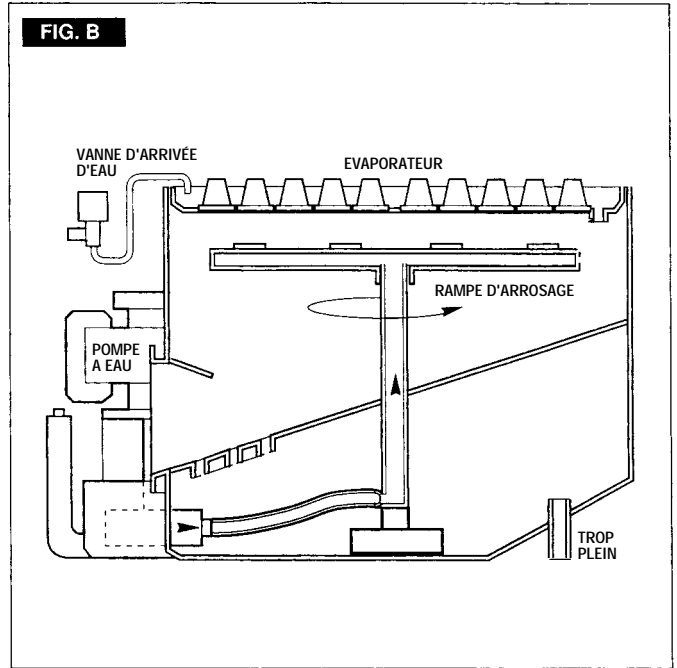 FIG. B
VANNE D'ARRIVÉE
D'EAU
EVAPORATEUR
RAMPE D'ARROSAGE
POMPE
A EAU
TROP
PLEIN